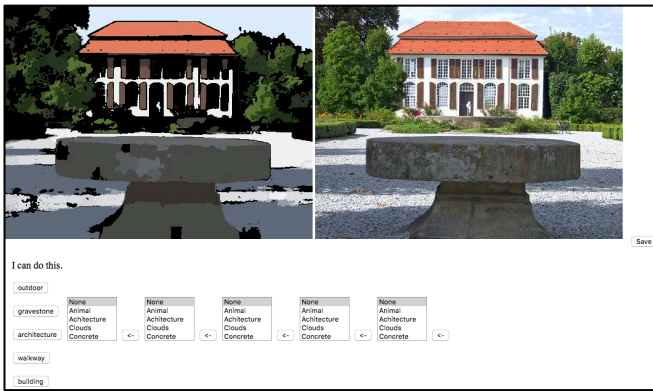 Save
I can do this.
outdoor
gravestone
architecture
walkway
building
None
Animal
Achitecture
Clouds
Concrete
<-
None
Animal
Achitecture
Clouds
Concrete
<-
None
Animal
Achitecture
Clouds
Concrete
<-
None
Animal
Achitecture
Clouds
Concrete
<-
None
Animal
Achitecture
Clouds
Concrete
<-